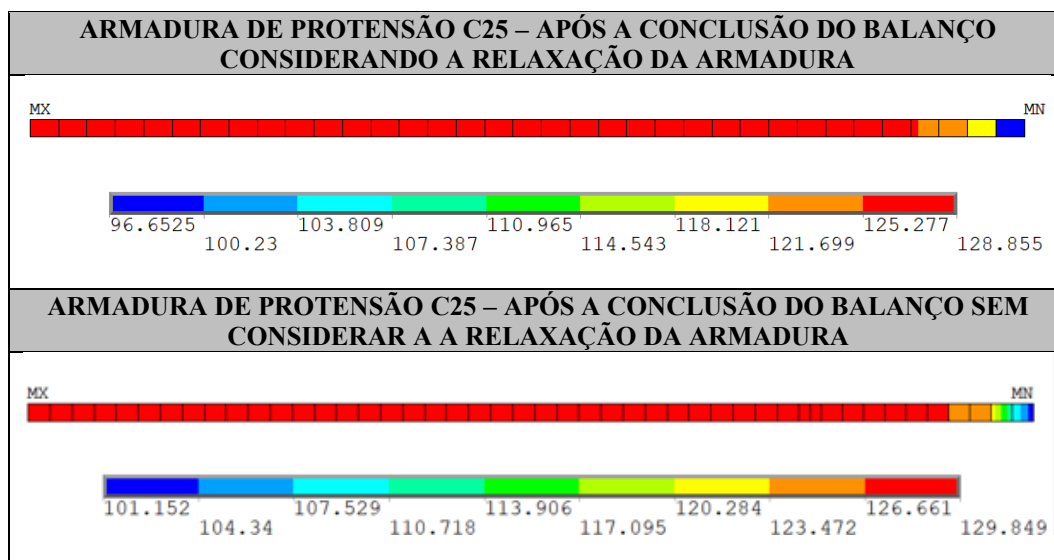 ARMADURA DE PROTENSÃO C25 – APÓS A CONCLUSÃO DO BALANÇO
CONSIDERANDO A RELAXAÇÃO DA ARMADURA
MX MN
96.6525 103.809 110.965 118.121 125.277
100.23 107.387 114.543 121.699 128.855
ARMADURA DE PROTENSÃO C25 – APÓS A CONCLUSÃO DO BALANÇO SEM
CONSIDERAR A A RELAXAÇÃO DA ARMADURA
MX MN
101.152 107.529 113.906 120.284 126.661
104.34 110.718 117.095 123.472 129.849